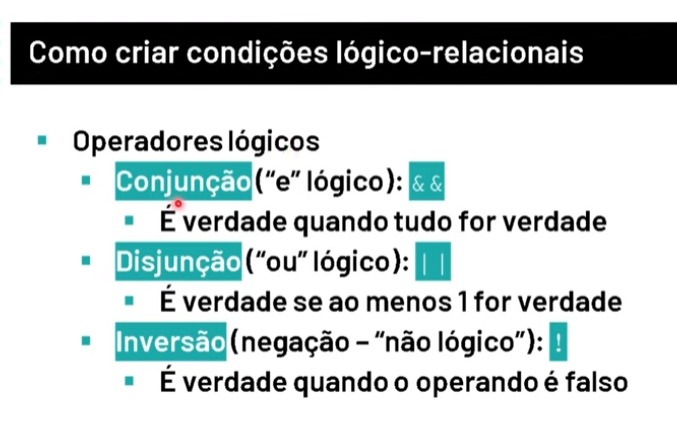 Como criar condições lógico-relacionais
▪ Operadores lógicos
▪ Conjunção (“e” lógico): &&
▪ É verdade quando tudo for verdade
▪ Disjunção (“ou” lógico): ||
▪ É verdade se ao menos 1 for verdade
▪ Inversão (negação – “não lógico”): !
▪ É verdade quando o operando é falso